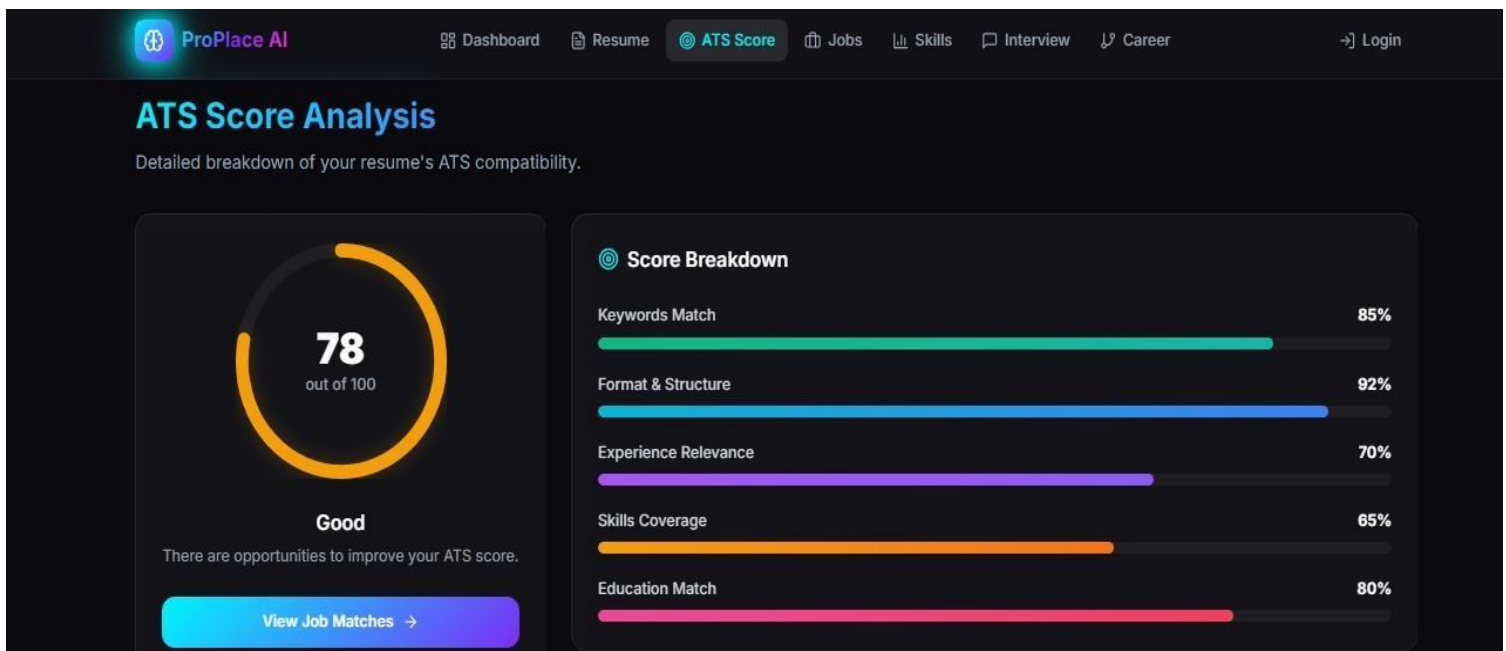 ProPlace AI Dashboard Resume ATS Score Jobs Skills Interview Career Login
ATS Score Analysis
Detailed breakdown of your resume's ATS compatibility.
78
out of 100
Good
There are opportunities to improve your ATS score.
View Job Matches →
Score Breakdown
Keywords Match 85%
Format & Structure 92%
Experience Relevance 70%
Skills Coverage 65%
Education Match 80%